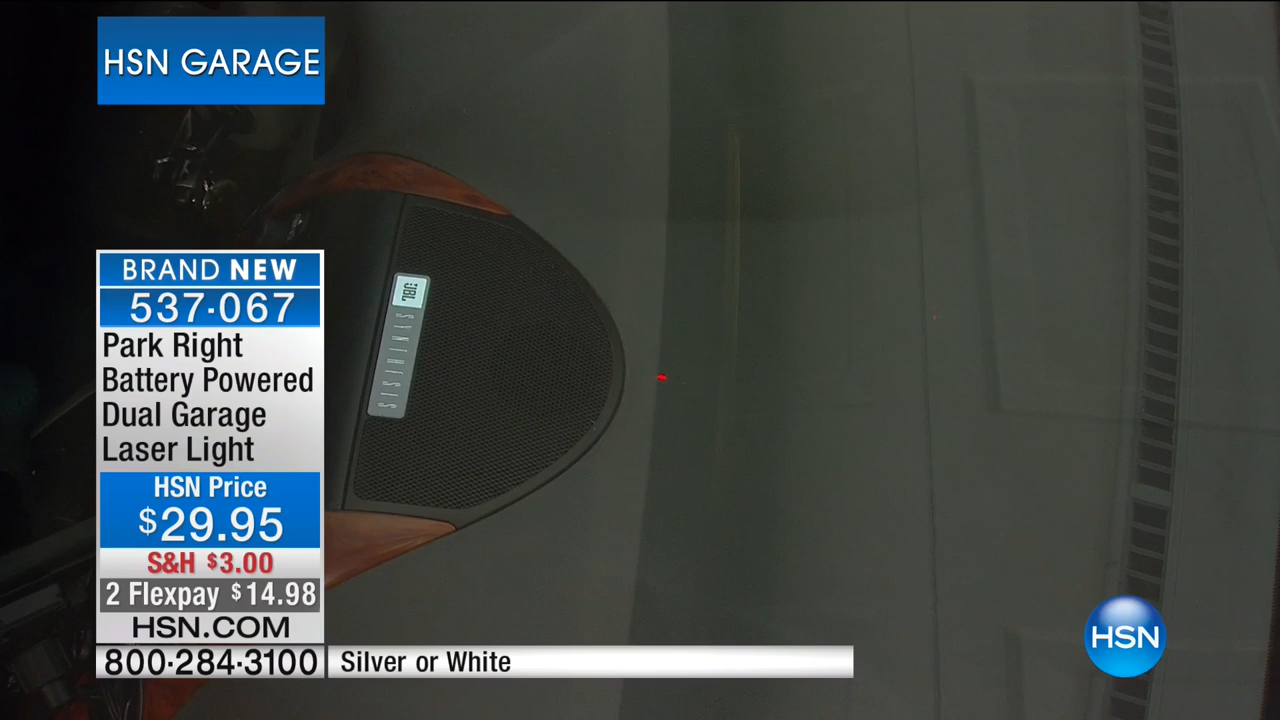 HSN GARAGE
BRAND NEW
537·067
Park Right
Battery Powered
Dual Garage
Laser Light
HSN Price
$29.95
S&H $3.00
2 Flexpay $14.98
HSN.COM
800·284·3100
Silver or White
JBL
SYNTHESIS
HSN